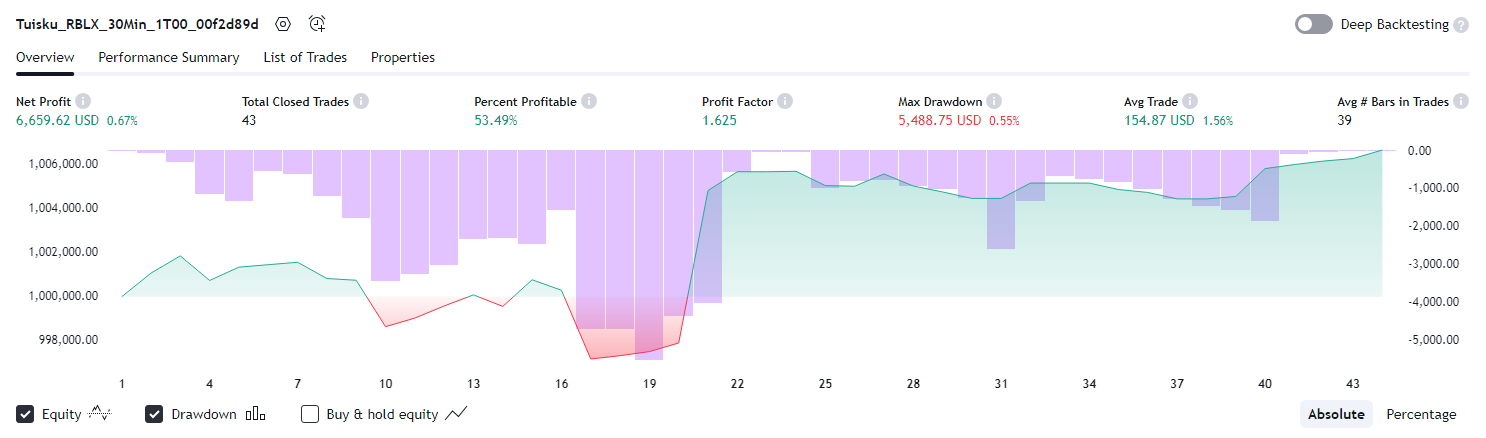 Tuisku_RBLX_30Min_1T00_00f2d89d Deep Backtesting ?
Overview Performance Summary List of Trades Properties
Net Profit i Total Closed Trades i Percent Profitable i Profit Factor i Max Drawdown i Avg Trade i Avg # Bars in Trades i
6,659.62 USD 0.67% 43 53.49% 1.625 5,488.75 USD 0.55% 154.87 USD 1.56% 39
1,006,000.00 0.00
1,004,000.00 -1,000.00
1,002,000.00 -2,000.00
1,000,000.00 -3,000.00
998,000.00 -4,000.00
-5,000.00
1 4 7 10 13 16 19 22 25 28 31 34 37 40 43
Equity Drawdown Buy & hold equity Absolute Percentage